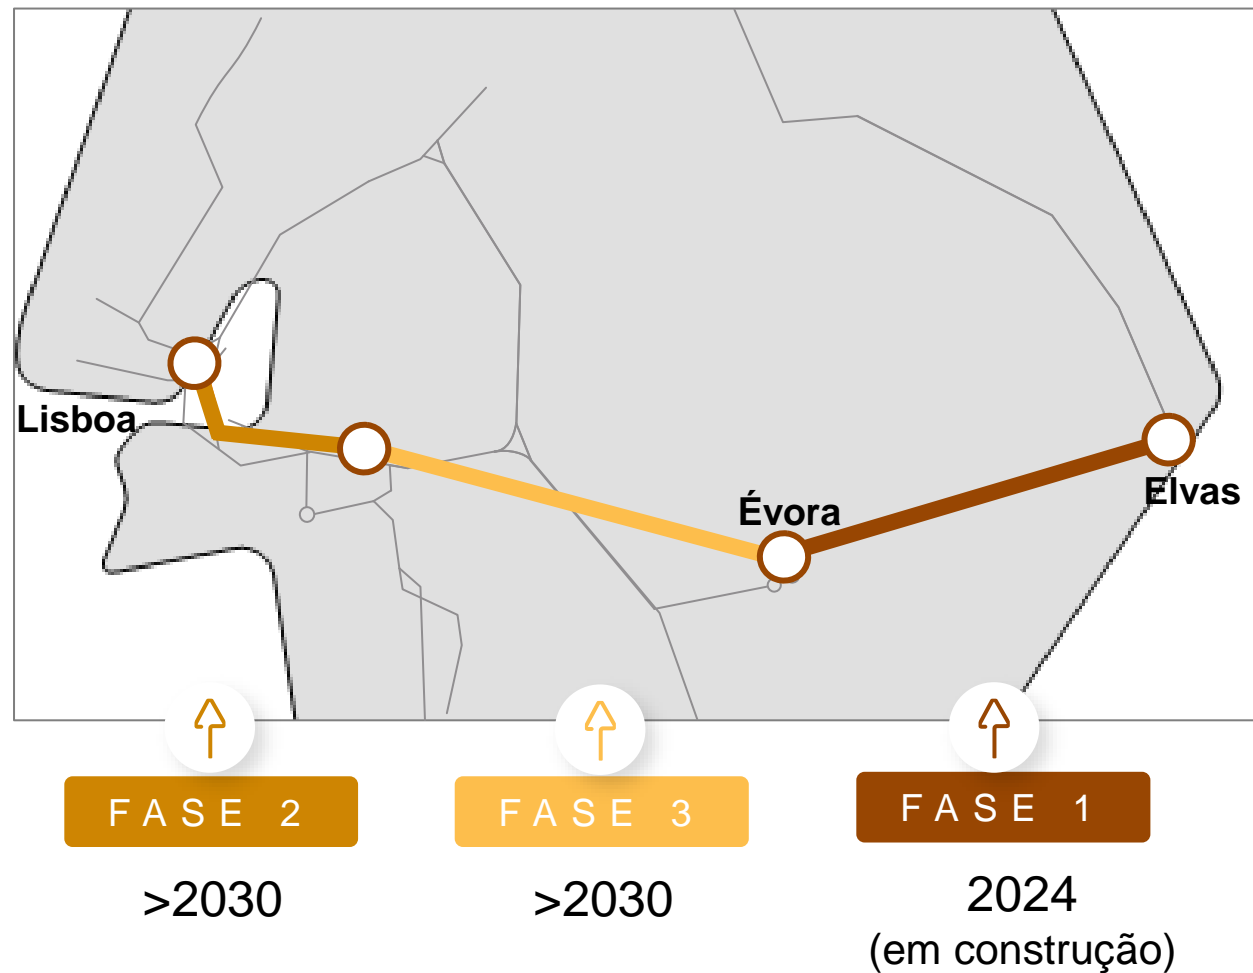 Lisboa
Évora
Elvas
FASE 2
FASE 3
FASE 1
>2030
>2030
2024
(em construção)